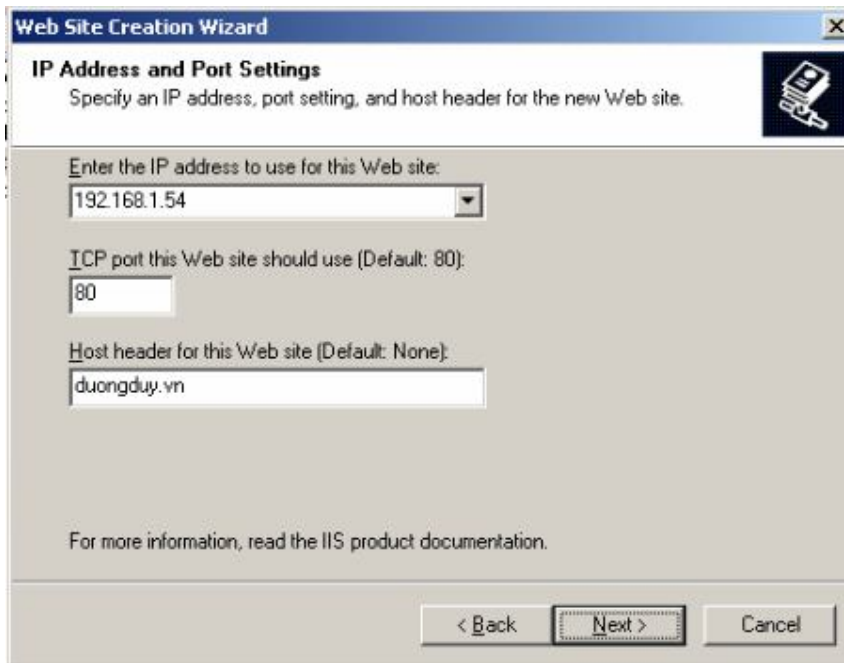 Web Site Creation Wizard
IP Address and Port Settings
Specify an IP address, port setting, and host header for the new Web site.
Enter the IP address to use for this Web site:
192.168.1.54
TCP port this Web site should use (Default: 80):
80
Host header for this Web site (Default: None):
duongduy.vn
For more information, read the IIS product documentation.
< Back Next > Cancel